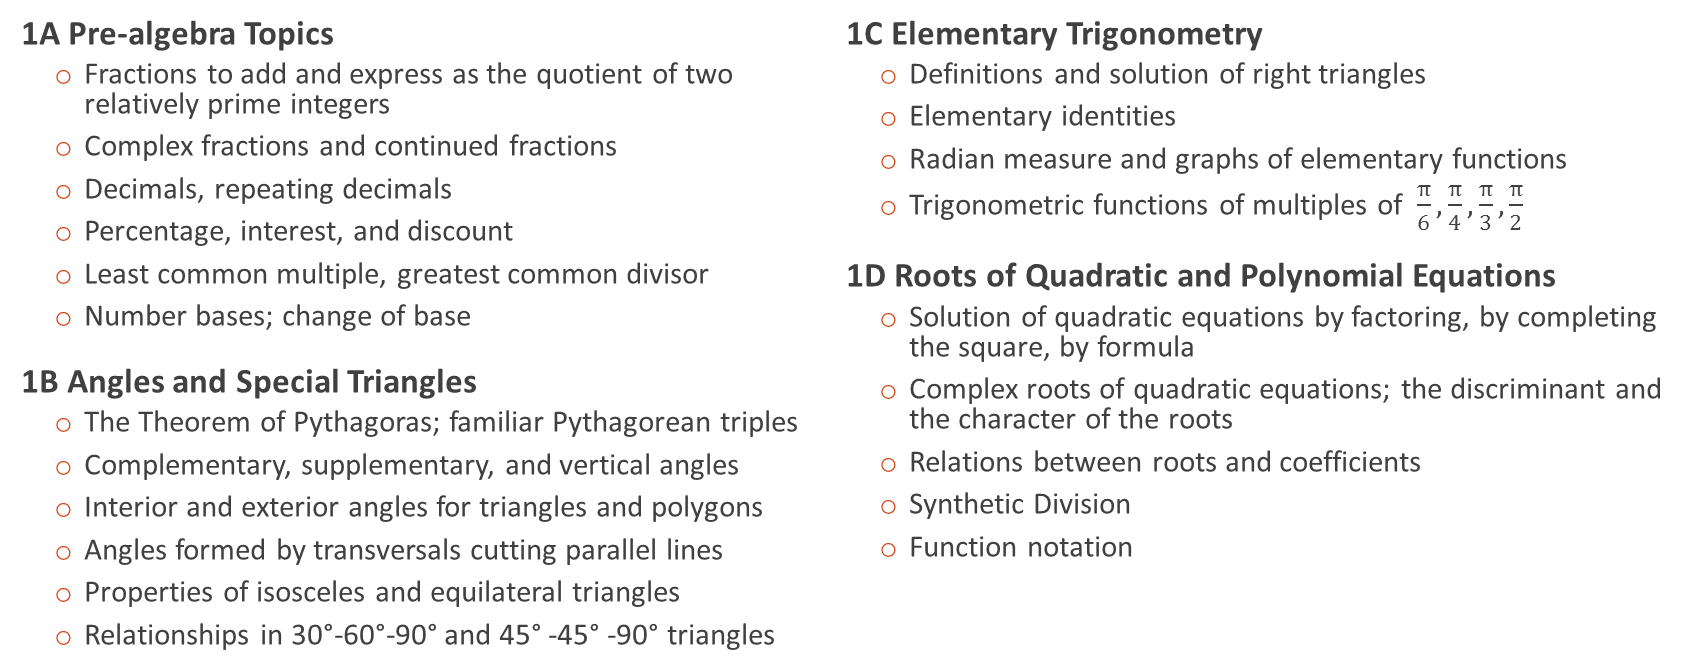 1A Pre-algebra Topics
o Fractions to add and express as the quotient of two
relatively prime integers
o Complex fractions and continued fractions
o Decimals, repeating decimals
o Percentage, interest, and discount
o Least common multiple, greatest common divisor
o Number bases; change of base
1B Angles and Special Triangles
o The Theorem of Pythagoras; familiar Pythagorean triples
o Complementary, supplementary, and vertical angles
o Interior and exterior angles for triangles and polygons
o Angles formed by transversals cutting parallel lines
o Properties of isosceles and equilateral triangles
o Relationships in 30°-60°-90° and 45° -45° -90° triangles
1C Elementary Trigonometry
o Definitions and solution of right triangles
o Elementary identities
o Radian measure and graphs of elementary functions
o Trigonometric functions of multiples of π/6, π/4, π/3, π/2
1D Roots of Quadratic and Polynomial Equations
o Solution of quadratic equations by factoring, by completing
the square, by formula
o Complex roots of quadratic equations; the discriminant and
the character of the roots
o Relations between roots and coefficients
o Synthetic Division
o Function notation